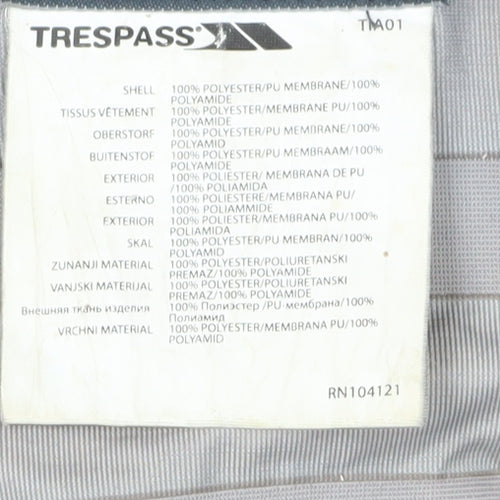 TRESPASS®
TIA01
SHELL 100% POLYESTER/PU MEMBRANE/100%
POLYAMIDE
TISSUS VÊTEMENT 100% POLYESTER/MEMBRANE PU/100%
POLYAMIDE
OBERSTORF 100% POLYESTER/PU MEMBRANE/100%
POLYAMID
BUITENSTOF 100% POLYESTER/PU MEMBRAAM/100%
POLYAMIDE
EXTERIOR 100% POLIESTER/ MEMBRANA DE PU
/100% POLIAMIDA
ESTERNO 100% POLIESTERE/MEMBRANA PU/
100% POLIAMMIDE
EXTERIOR 100% POLIESTER/MEMBRANA PU/100%
POLIAMIDA
SKAL 100% POLYESTER/PU MEMBRAN/100%
POLYAMID
ZUNANJI MATERIAL 100% POLYESTER/POLIURETANSKI
PREMAZ/100% POLYAMIDE
VANJSKI MATERIJAL 100% POLYESTER/POLIURETANSKI
PREMAZ/100% POLYAMIDE
Внешняя ткань изделия 100% Полиэстер /PU-мембрана/100%
Полиамид
VRCHNI MATERIAL 100% POLYESTER/MEMBRANA PU/100%
POLYAMID
RN104121